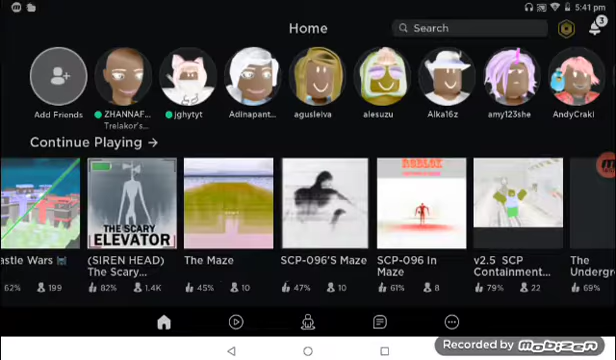 5:41 p.m.
Home
Search
3
Add Friends
ZHANNAF...
Trelakor's...
jghytyt
Adinapant...
agusleiva
alesuzu
Alka16z
amy123she
AndyCraki
Continue Playing →
THE SCARY
ELEVATOR
ROBLOX
astle Wars
(SIREN HEAD)
The Scary...
The Maze
SCP-096'S Maze
SCP-096 In
Maze
v2.5 SCP
Containment...
The
Undergr
62% 199
82% 1.4K
45% 10
47% 10
61% 8
79% 22
69%
Recorded by
Mobizen